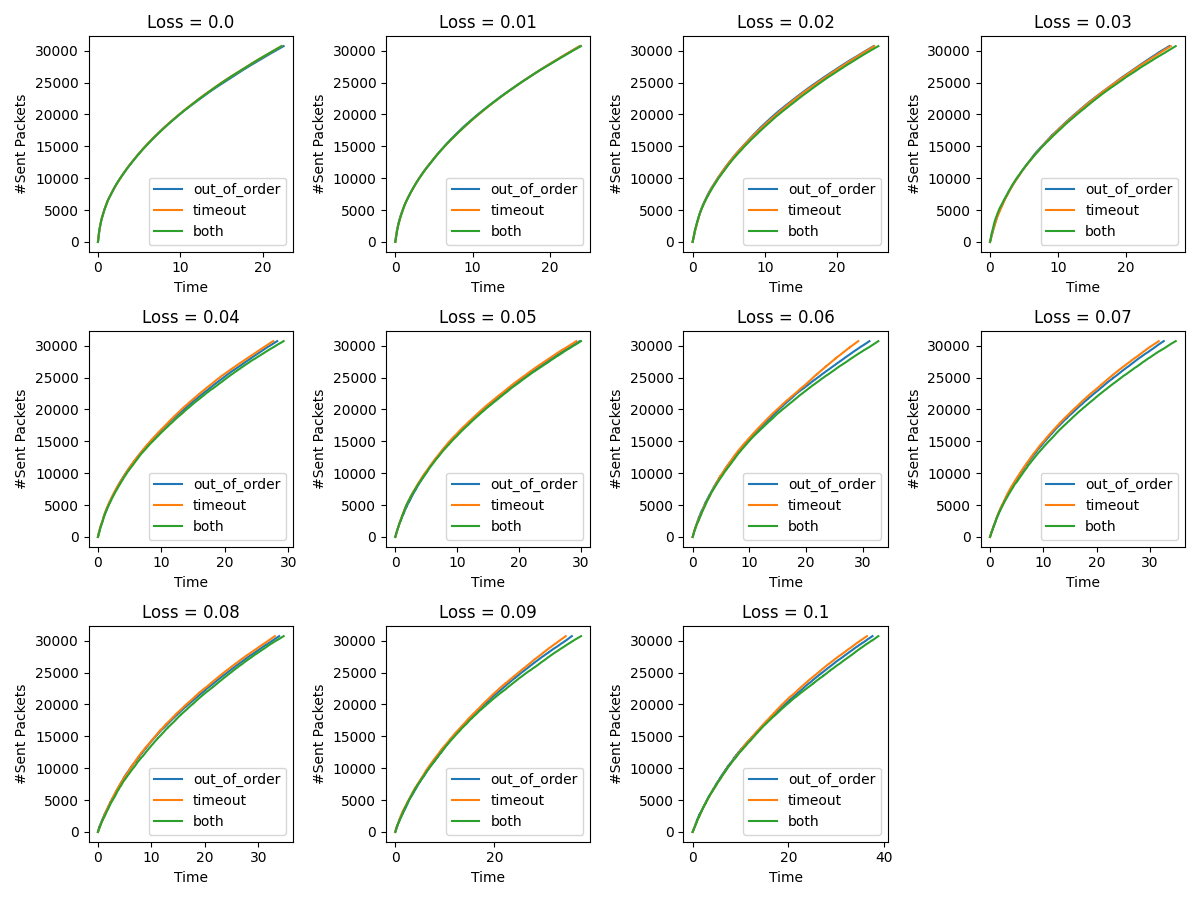 Loss = 0.0
#Sent Packets
30000
25000
20000
15000
10000
5000
0
out_of_order
timeout
both
0 10 20
Time
Loss = 0.01
#Sent Packets
30000
25000
20000
15000
10000
5000
0
out_of_order
timeout
both
0 10 20
Time
Loss = 0.02
#Sent Packets
30000
25000
20000
15000
10000
5000
0
out_of_order
timeout
both
0 10 20
Time
Loss = 0.03
#Sent Packets
30000
25000
20000
15000
10000
5000
0
out_of_order
timeout
both
0 10 20
Time
Loss = 0.04
#Sent Packets
30000
25000
20000
15000
10000
5000
0
out_of_order
timeout
both
0 10 20 30
Time
Loss = 0.05
#Sent Packets
30000
25000
20000
15000
10000
5000
0
out_of_order
timeout
both
0 10 20 30
Time
Loss = 0.06
#Sent Packets
30000
25000
20000
15000
10000
5000
0
out_of_order
timeout
both
0 10 20 30
Time
Loss = 0.07
#Sent Packets
30000
25000
20000
15000
10000
5000
0
out_of_order
timeout
both
0 10 20 30
Time
Loss = 0.08
#Sent Packets
30000
25000
20000
15000
10000
5000
0
out_of_order
timeout
both
0 10 20 30
Time
Loss = 0.09
#Sent Packets
30000
25000
20000
15000
10000
5000
0
out_of_order
timeout
both
0 20
Time
Loss = 0.1
#Sent Packets
30000
25000
20000
15000
10000
5000
0
out_of_order
timeout
both
0 20 40
Time